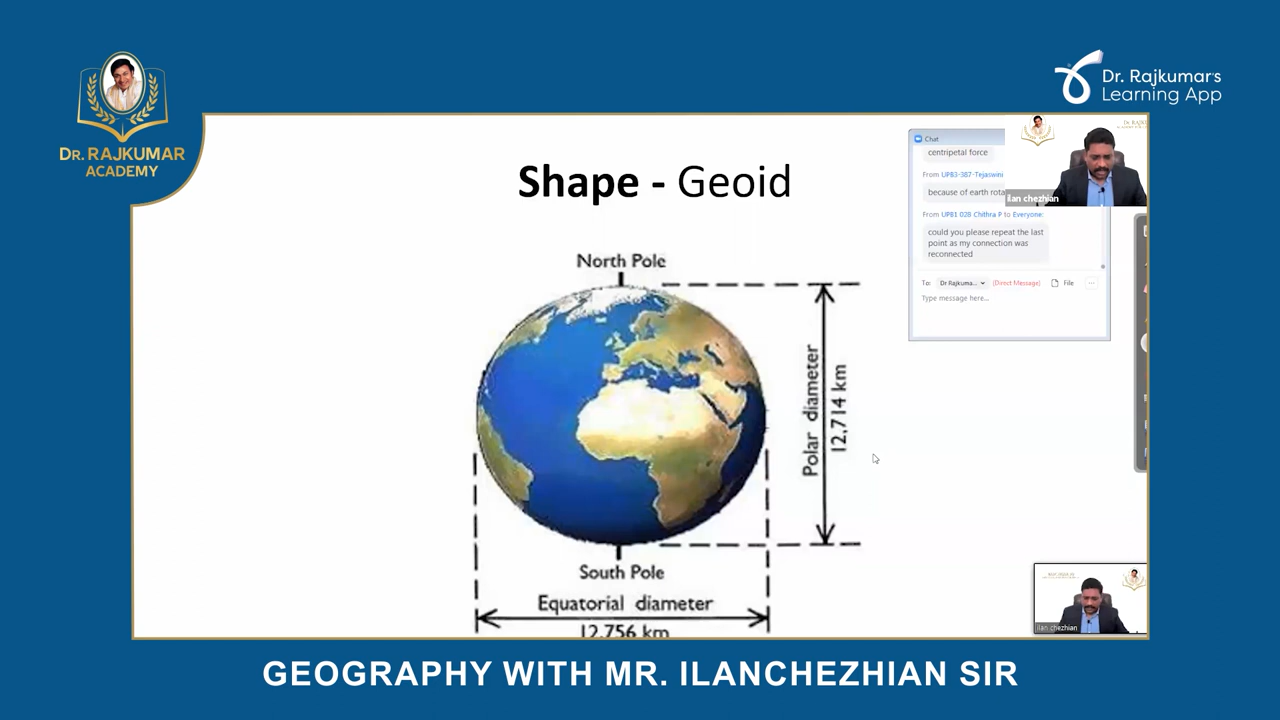 DR. RAJKUMAR
ACADEMY
Dr. Rajkumar's
Learning App
Shape - Geoid
North Pole
Polar diameter
12,714 km
South Pole
Equatorial diameter
12,756 km
Chat
centripetal force
From UPB3-387-Tejaswini
because of earth rota
From UPB1 02B Chithra P to Everyone:
could you please repeat the last
point as my connection was
reconnected
To: Dr Rajkuma... (Direct Message) File ...
Type message here...
ilan chezhian
ilan chezhian
GEOGRAPHY WITH MR. ILANCHEZHIAN SIR